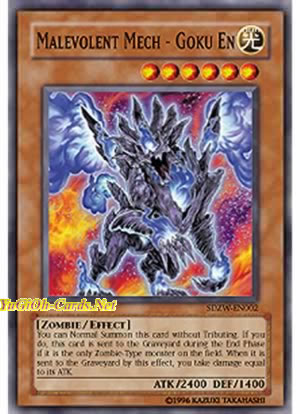 MALEVOLENT MECH - GOKU EN
光
YuGiOh-Cards.Net
SDZW-EN002
[ZOMBIE/EFFECT]
You can Normal Summon this card without Tributing. If you
do, this card is sent to the Graveyard during the End Phase
if it is the only Zombie-Type monster on the field. When it is
sent to the Graveyard by this effect, you take damage equal
to its ATK.
ATK/2400 DEF/1400
©1996 KAZUKI TAKAHASHI